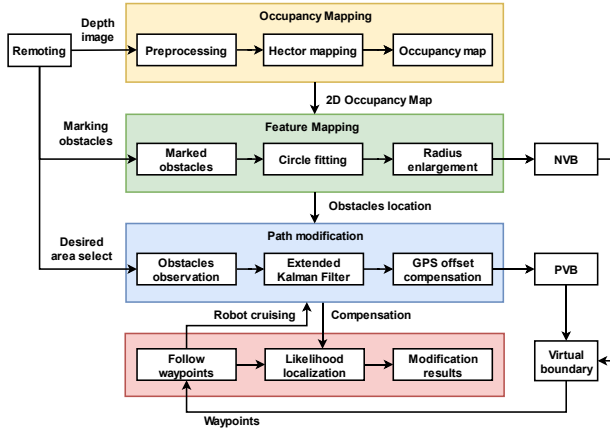 Occupancy Mapping
Depth
image
Remoting
Preprocessing
Hector mapping
Occupancy map
2D Occupancy Map
Marking
obstacles
Feature Mapping
Marked
obstacles
Circle fitting
Radius
enlargement
NVB
Obstacles location
Desired
area select
Path modification
Obstacles
observation
Extended
Kalman Filter
GPS offset
compensation
PVB
Robot cruising
Compensation
Follow
waypoints
Likelihood
localization
Modification
results
Virtual
boundary
Waypoints